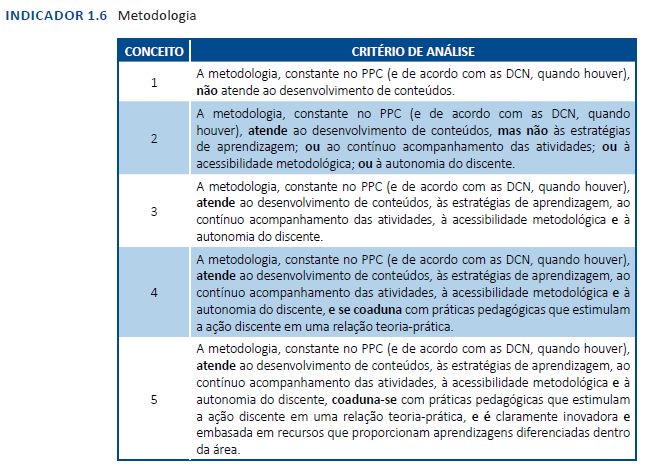 INDICADOR 1.6 Metodologia
CONCEITO CRITÉRIO DE ANÁLISE
1
A metodologia, constante no PPC (e de acordo com as DCN, quando houver),
não atende ao desenvolvimento de conteúdos.
2
A metodologia, constante no PPC (e de acordo com as DCN, quando
houver), atende ao desenvolvimento de conteúdos, mas não às estratégias
de aprendizagem; ou ao contínuo acompanhamento das atividades; ou à
acessibilidade metodológica; ou à autonomia do discente.
3
A metodologia, constante no PPC (e de acordo com as DCN, quando houver),
atende ao desenvolvimento de conteúdos, às estratégias de aprendizagem, ao
contínuo acompanhamento das atividades, à acessibilidade metodológica e à
autonomia do discente.
4
A metodologia, constante no PPC (e de acordo com as DCN, quando houver),
atende ao desenvolvimento de conteúdos, às estratégias de aprendizagem, ao
contínuo acompanhamento das atividades, à acessibilidade metodológica e à
autonomia do discente, e se coaduna com práticas pedagógicas que estimulam
a ação discente em uma relação teoria-prática.
5
A metodologia, constante no PPC (e de acordo com as DCN, quando houver),
atende ao desenvolvimento de conteúdos, às estratégias de aprendizagem, ao
contínuo acompanhamento das atividades, à acessibilidade metodológica e à
autonomia do discente, coaduna-se com práticas pedagógicas que estimulam
a ação discente em uma relação teoria-prática, e é claramente inovadora e
embasada em recursos que proporcionam aprendizagens diferenciadas dentro
da área.